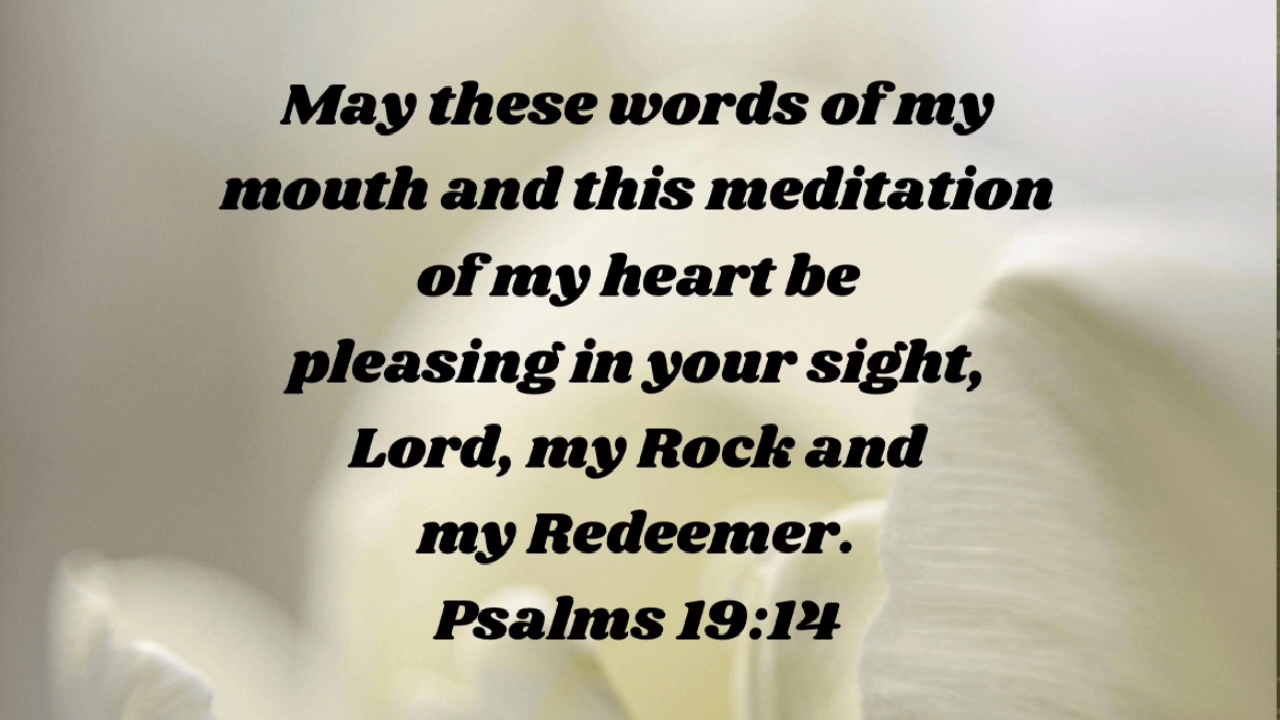 May these words of my
mouth and this meditation
of my heart be
pleasing in your sight,
Lord, my Rock and
my Redeemer.
Psalms 19:14